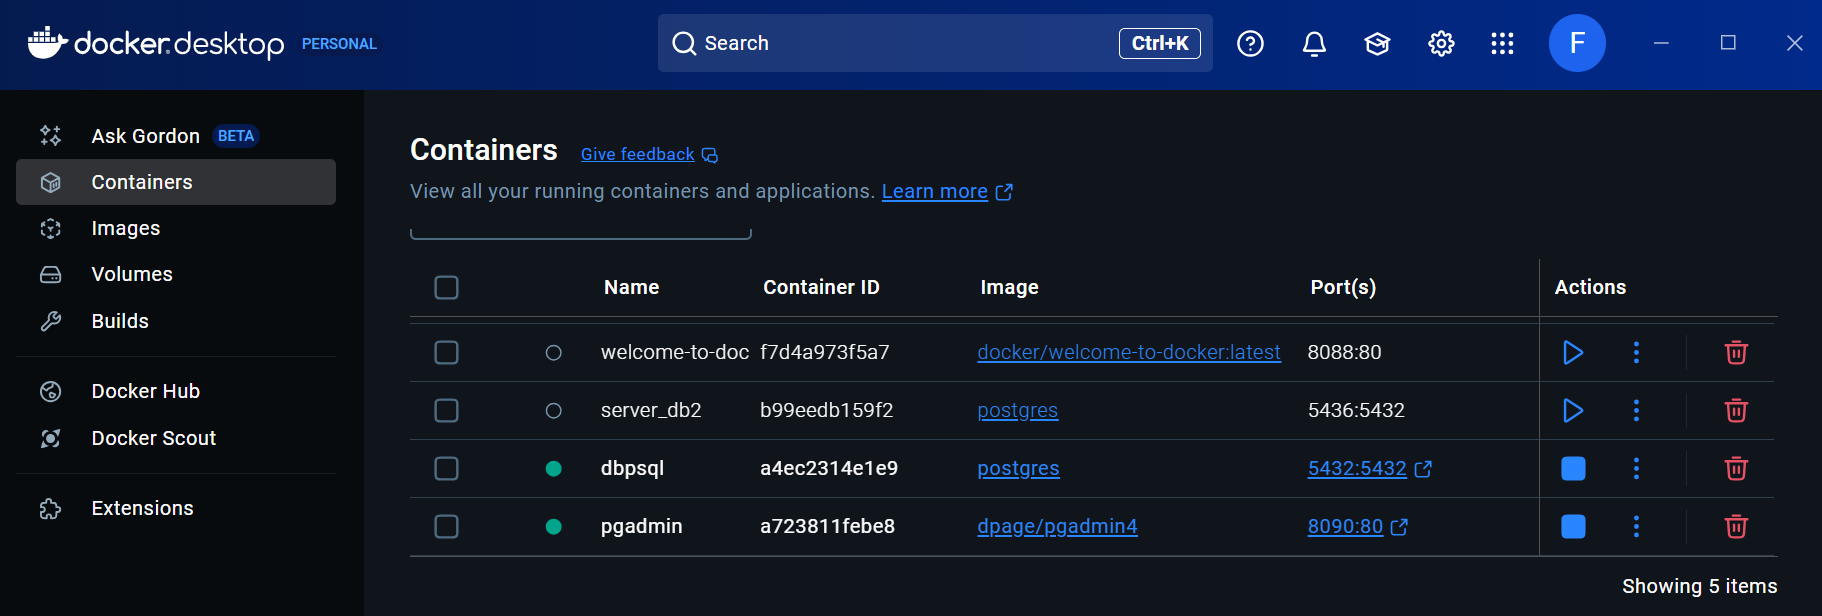 docker.desktop PERSONAL
Search Ctrl+K
F
Ask Gordon BETA
Containers
Images
Volumes
Builds
Docker Hub
Docker Scout
Extensions
Containers Give feedback
View all your running containers and applications. Learn more
Name Container ID Image Port(s) Actions
welcome-to-doc f7d4a973f5a7 docker/welcome-to-docker:latest 8088:80
server_db2 b99eedb159f2 postgres 5436:5432
dbpsql a4ec2314e1e9 postgres 5432:5432
pgadmin a723811febe8 dpage/pgadmin4 8090:80
Showing 5 items